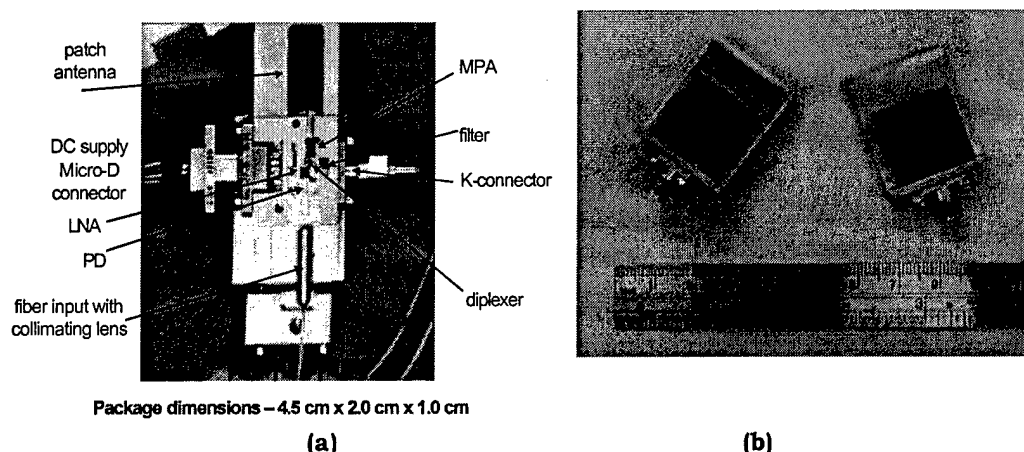 patch
antenna
MPA
filter
DC supply
Micro-D
connector
K-connector
LNA
PD
fiber input with
collimating lens
diplexer
Package dimensions – 4.5 cm x 2.0 cm x 1.0 cm
(a)
(b)